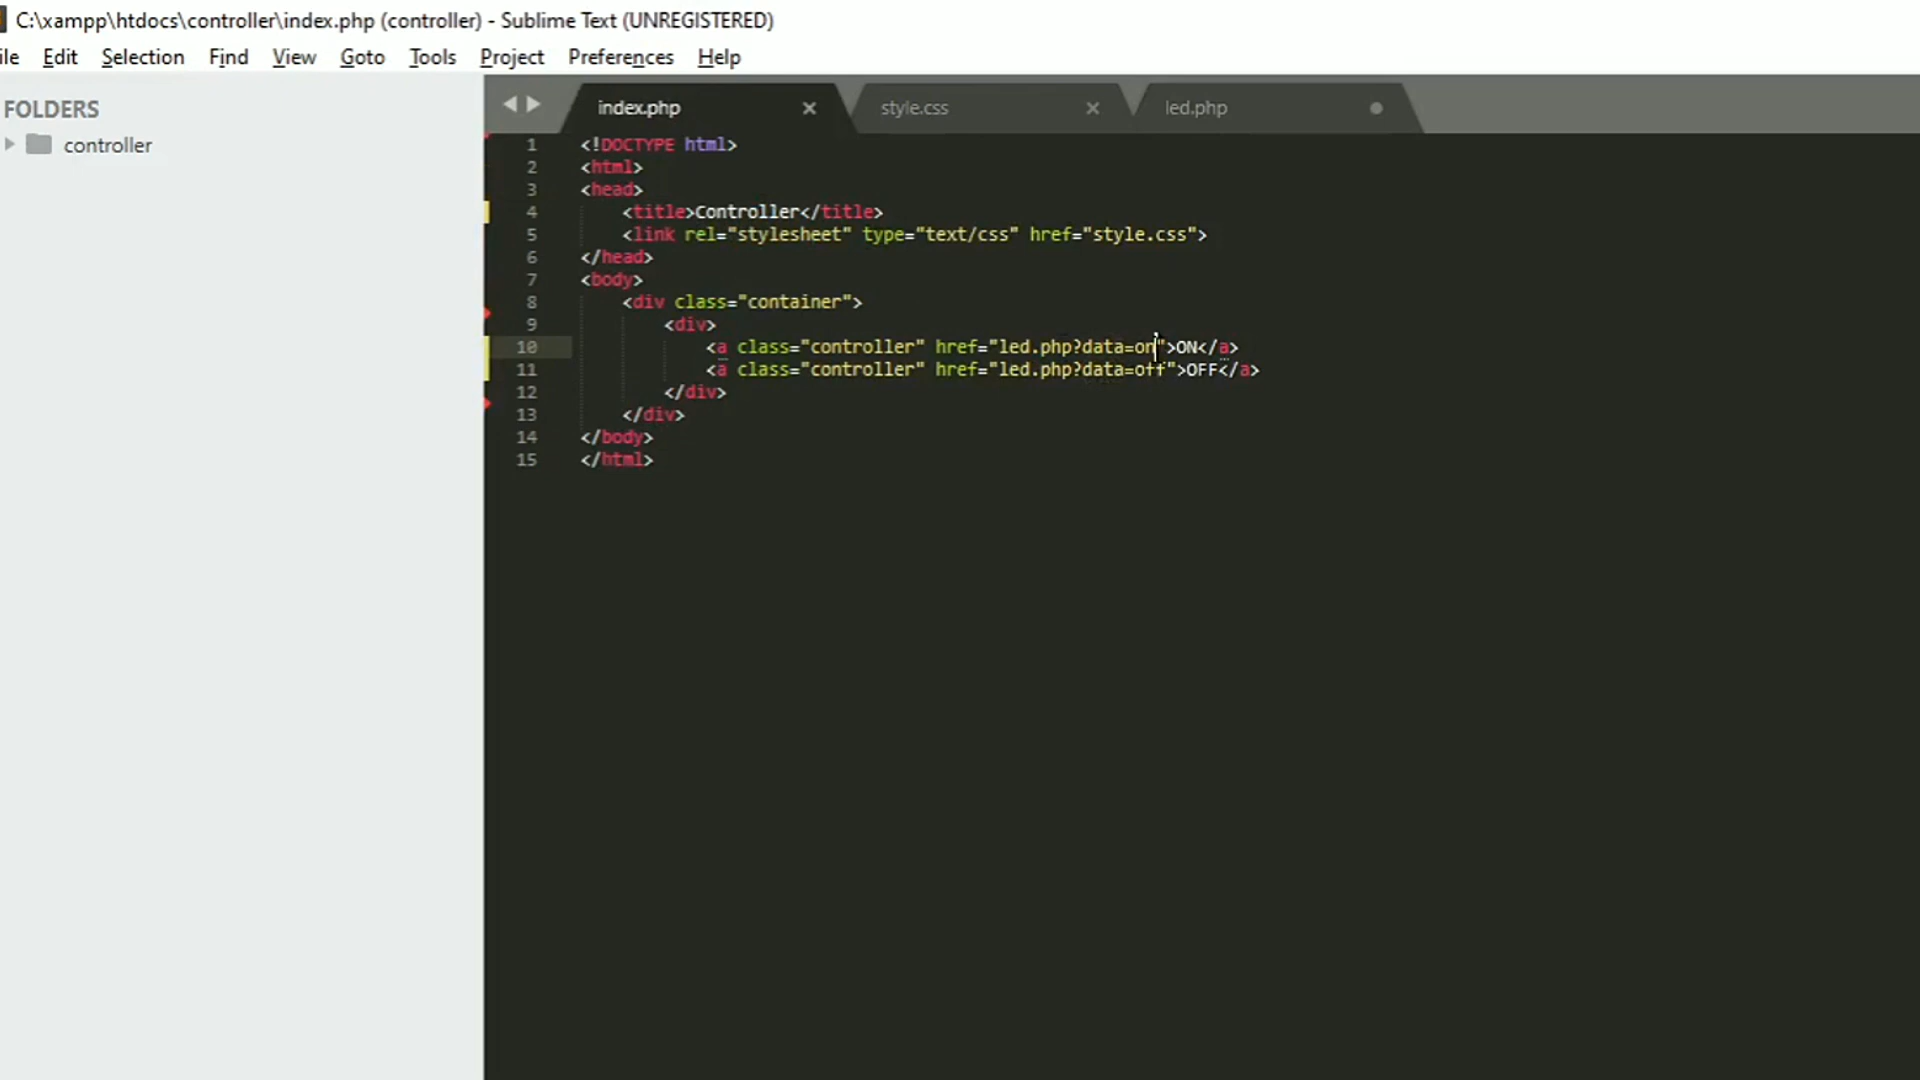 C:\xampp\htdocs\controller\index.php (controller) - Sublime Text (UNREGISTERED)
ile Edit Selection Find View Goto Tools Project Preferences Help
FOLDERS
controller
index.php style.css led.php
1 <!DOCTYPE html>
2 <html>
3 <head>
4 <title>Controller</title>
5 <link rel="stylesheet" type="text/css" href="style.css">
6 </head>
7 <body>
8 <div class="container">
9 <div>
10 <a class="controller" href="led.php?data=on">ON</a>
11 <a class="controller" href="led.php?data=off">OFF</a>
12 </div>
13 </div>
14 </body>
15 </html>